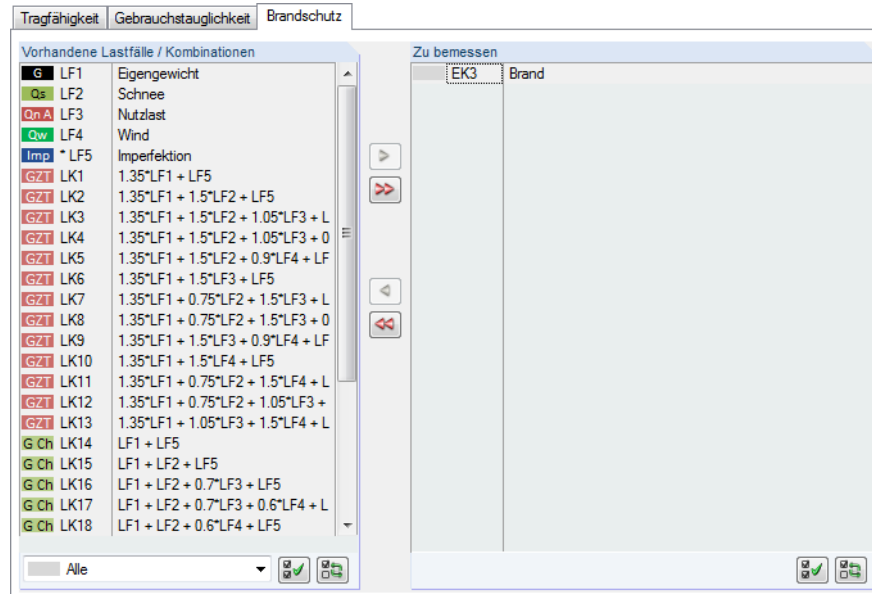 Tragfähigkeit Gebrauchstauglichkeit Brandschutz
Vorhandene Lastfälle / Kombinationen
G LF1 Eigengewicht
Qs LF2 Schnee
Qn A LF3 Nutzlast
Qw LF4 Wind
Imp * LF5 Imperfektion
GZT LK1 1.35*LF1 + LF5
GZT LK2 1.35*LF1 + 1.5*LF2 + LF5
GZT LK3 1.35*LF1 + 1.5*LF2 + 1.05*LF3 + L
GZT LK4 1.35*LF1 + 1.5*LF2 + 1.05*LF3 + 0
GZT LK5 1.35*LF1 + 1.5*LF2 + 0.9*LF4 + LF
GZT LK6 1.35*LF1 + 1.5*LF3 + LF5
GZT LK7 1.35*LF1 + 0.75*LF2 + 1.5*LF3 + L
GZT LK8 1.35*LF1 + 0.75*LF2 + 1.5*LF3 + 0
GZT LK9 1.35*LF1 + 1.5*LF3 + 0.9*LF4 + LF
GZT LK10 1.35*LF1 + 1.5*LF4 + LF5
GZT LK11 1.35*LF1 + 0.75*LF2 + 1.5*LF4 + L
GZT LK12 1.35*LF1 + 0.75*LF2 + 1.05*LF3 +
GZT LK13 1.35*LF1 + 1.05*LF3 + 1.5*LF4 + L
G Ch LK14 LF1 + LF5
G Ch LK15 LF1 + LF2 + LF5
G Ch LK16 LF1 + LF2 + 0.7*LF3 + LF5
G Ch LK17 LF1 + LF2 + 0.7*LF3 + 0.6*LF4 + L
G Ch LK18 LF1 + LF2 + 0.6*LF4 + LF5
Alle
Zu bemessen
EK3 Brand